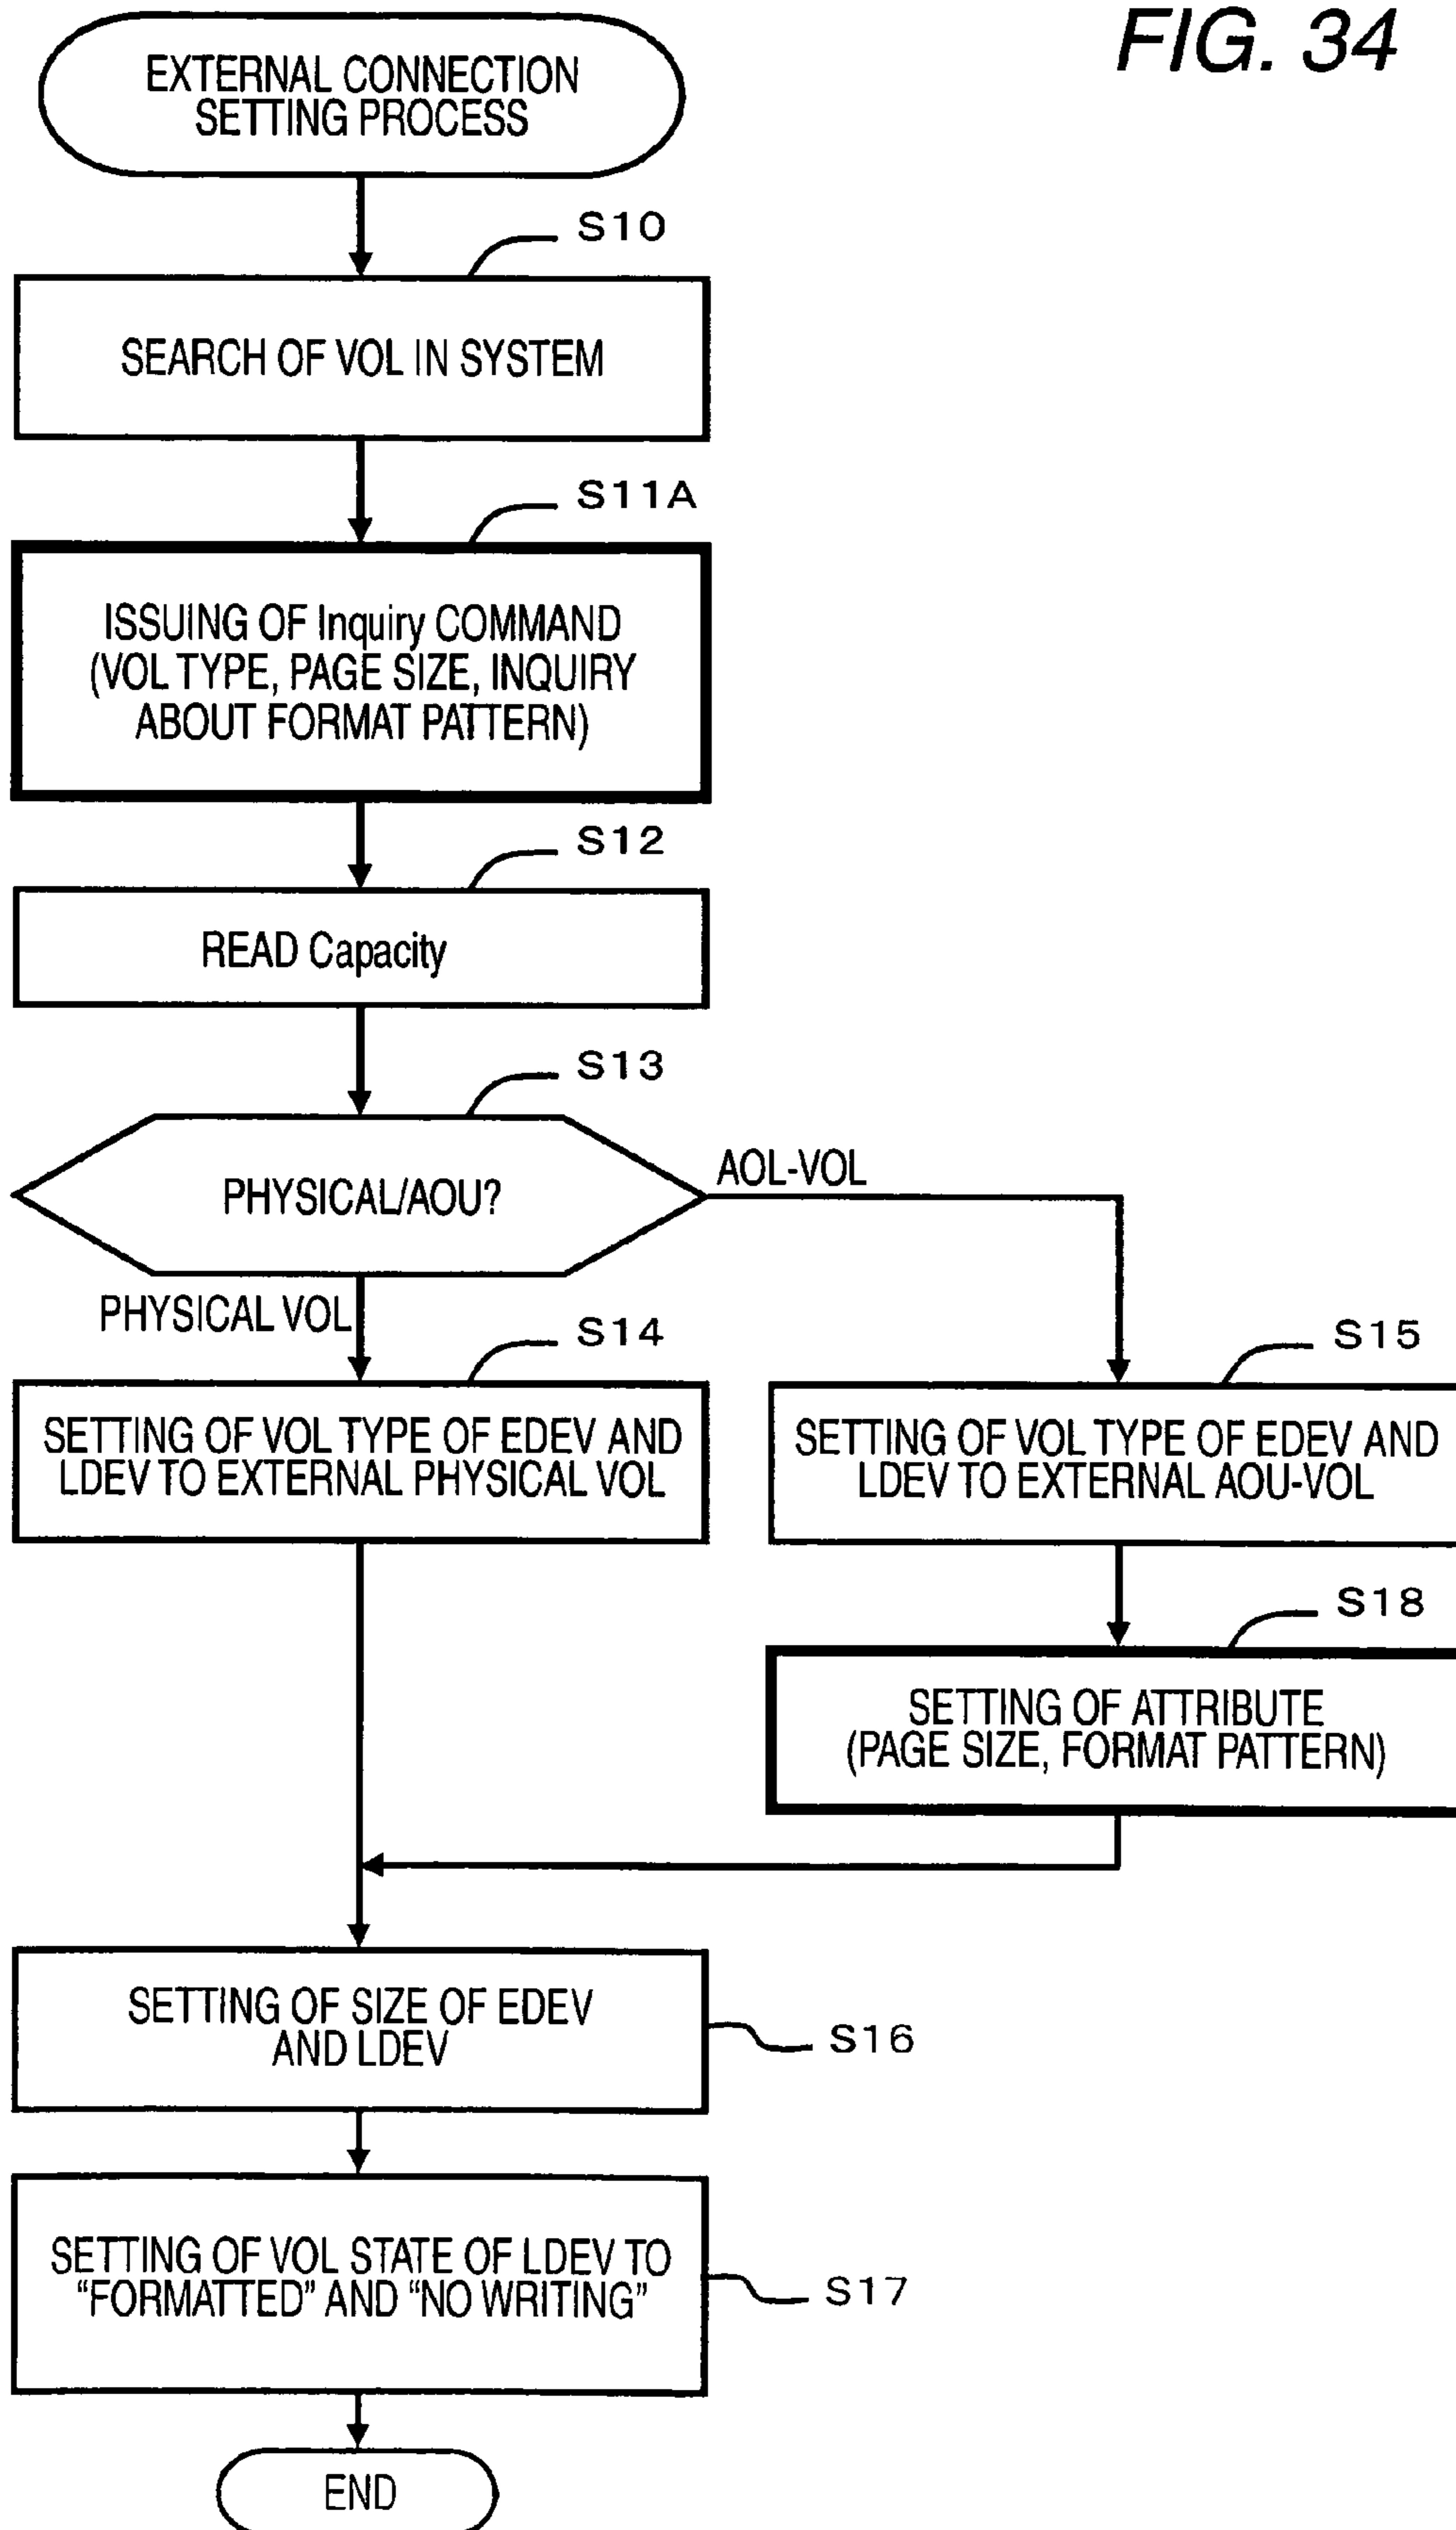 FIG. 34
EXTERNAL CONNECTION
SETTING PROCESS
S10
SEARCH OF VOL IN SYSTEM
S11A
ISSUING OF Inquiry COMMAND
(VOL TYPE, PAGE SIZE, INQUIRY
ABOUT FORMAT PATTERN)
S12
READ Capacity
S13
PHYSICAL/AOU?
AOL-VOL
PHYSICAL VOL
S14
SETTING OF VOL TYPE OF EDEV AND
LDEV TO EXTERNAL PHYSICAL VOL
S15
SETTING OF VOL TYPE OF EDEV AND
LDEV TO EXTERNAL AOU-VOL
S18
SETTING OF ATTRIBUTE
(PAGE SIZE, FORMAT PATTERN)
SETTING OF SIZE OF EDEV
AND LDEV
S16
SETTING OF VOL STATE OF LDEV TO
“FORMATTED” AND “NO WRITING”
S17
END